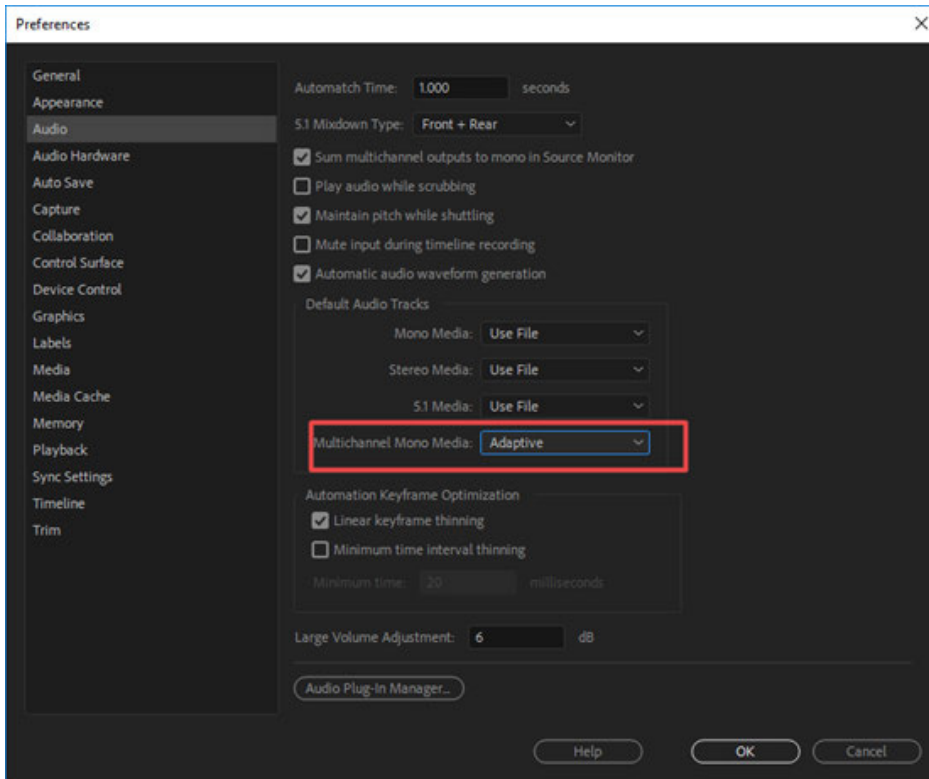 Preferences
General
Appearance
Audio
Audio Hardware
Auto Save
Capture
Collaboration
Control Surface
Device Control
Graphics
Labels
Media
Media Cache
Memory
Playback
Sync Settings
Timeline
Trim
Automatch Time: 1.000 seconds
5.1 Mixdown Type: Front + Rear
Sum multichannel outputs to mono in Source Monitor
Play audio while scrubbing
Maintain pitch while shuttling
Mute input during timeline recording
Automatic audio waveform generation
Default Audio Tracks
Mono Media: Use File
Stereo Media: Use File
5.1 Media: Use File
Multichannel Mono Media: Adaptive
Automation Keyframe Optimization
Linear keyframe thinning
Minimum time interval thinning
Minimum time: 20 milliseconds
Large Volume Adjustment: 6 dB
Audio Plug-In Manager...
Help OK Cancel